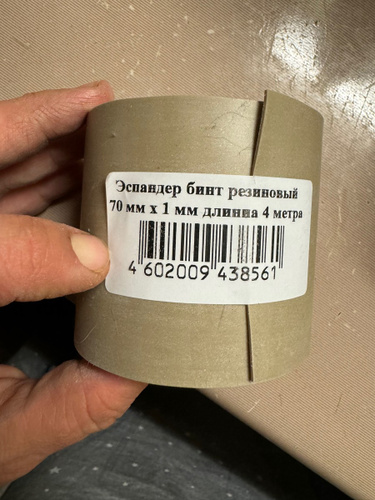 Эспандер бинт резиновый
70 мм х 1 мм длинна 4 метра
4 602009 438561